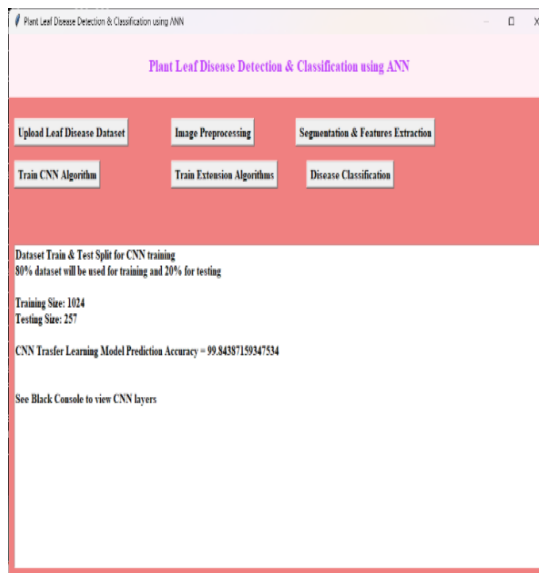 Plant Leaf Disease Detection & Classification using ANN
Plant Leaf Disease Detection & Classification using ANN
Upload Leaf Disease Dataset Image Preprocessing Segmentation & Features Extraction
Train CNN Algorithm Train Extension Algorithms Disease Classification
Dataset Train & Test Split for CNN training
80% dataset will be used for training and 20% for testing
Training Size: 1024
Testing Size: 257
CNN Trasfer Learning Model Prediction Accuracy = 99.84387159347534
See Black Console to view CNN layers